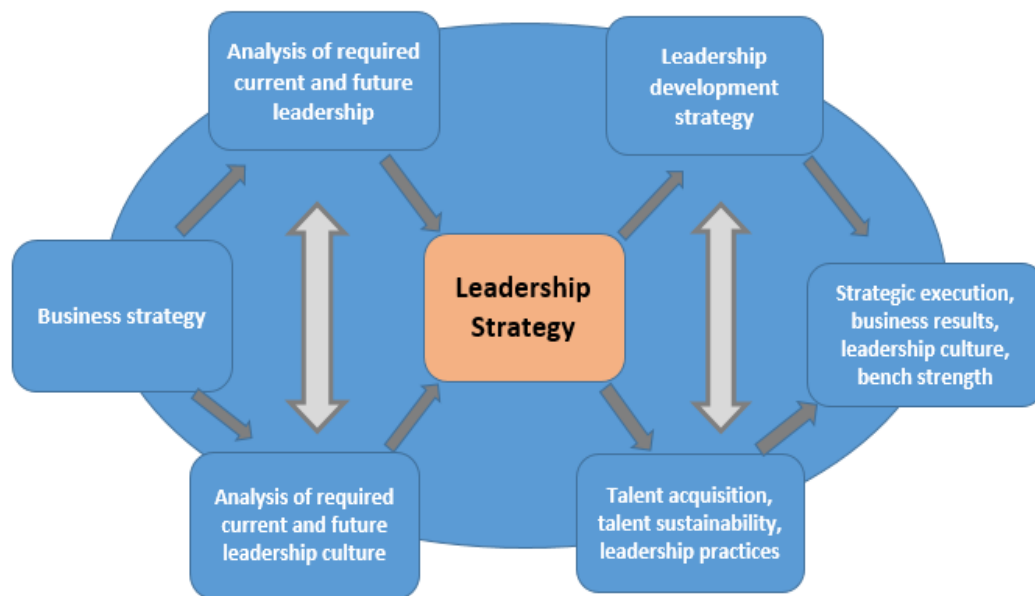 Analysis of required
current and future
leadership
Leadership
development
strategy
Business strategy
Leadership
Strategy
Strategic execution,
business results,
leadership culture,
bench strength
Analysis of required
current and future
leadership culture
Talent acquisition,
talent sustainability,
leadership practices